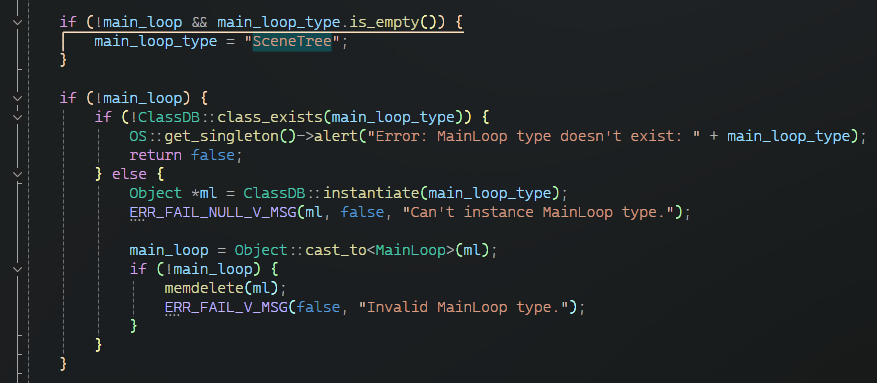 if (!main_loop && main_loop_type.is_empty()) {
main_loop_type = "SceneTree";
}
if (!main_loop) {
if (!ClassDB::class_exists(main_loop_type)) {
OS::get_singleton()->alert("Error: MainLoop type doesn't exist: " + main_loop_type);
return false;
} else {
Object *ml = ClassDB::instantiate(main_loop_type);
ERR_FAIL_NULL_V_MSG(ml, false, "Can't instance MainLoop type.");
main_loop = Object::cast_to<MainLoop>(ml);
if (!main_loop) {
memdelete(ml);
ERR_FAIL_V_MSG(false, "Invalid MainLoop type.");
}
}
}